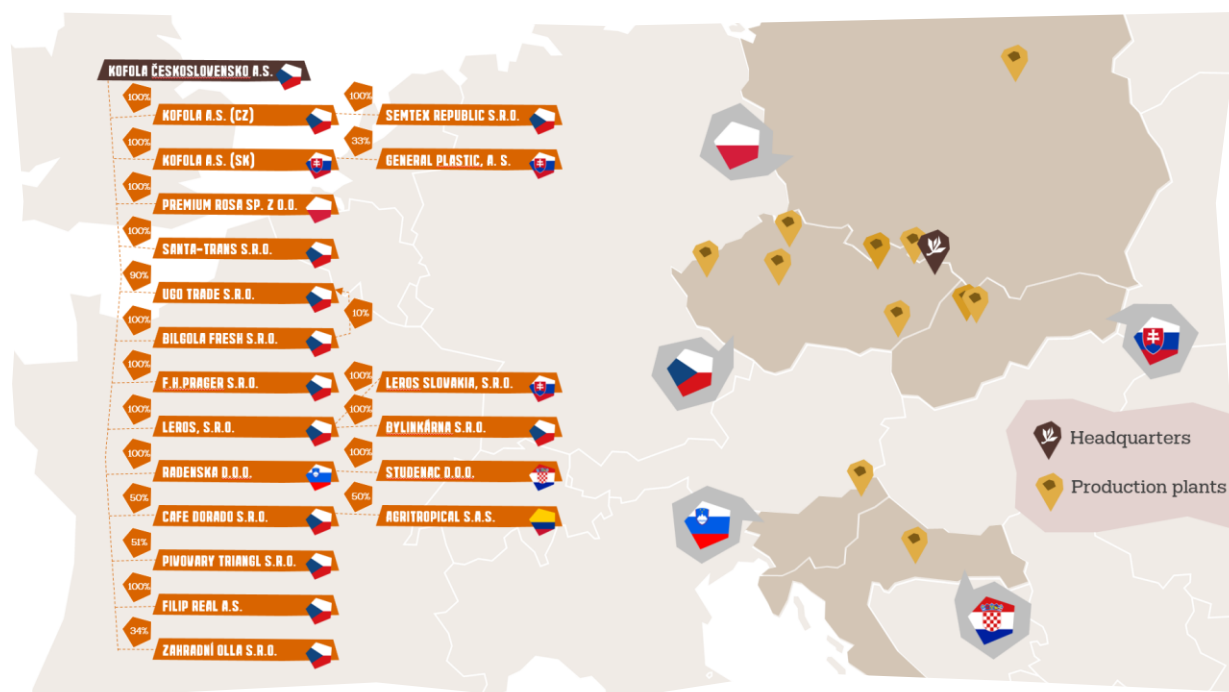 KOFOLA ČESKOSLOVENSKO A.S.
100%
KOFOLA A.S. (CZ)
100%
SEMTEX REPUBLIC S.R.O.
100%
KOFOLA A.S. (SK)
33%
GENERAL PLASTIC, A. S.
100%
PREMIUM ROSA SP. Z O.O.
100%
SANTA-TRANS S.R.O.
90%
UGO TRADE S.R.O.
10%
100%
BILGOLA FRESH S.R.O.
100%
F.H.PRAGER S.R.O.
100%
LEROS SLOVAKIA, S.R.O.
100%
LEROS, S.R.O.
100%
BYLINKÁRNA S.R.O.
100%
RADENSKA D.O.O.
100%
STUDENAC D.O.O.
50%
CAFE DORADO S.R.O.
50%
AGRITROPICAL S.A.S.
51%
PIVOVARY TRIANGL S.R.O.
100%
FILIP REAL A.S.
34%
ZAHRADNÍ OLLA S.R.O.
Headquarters
Production plants